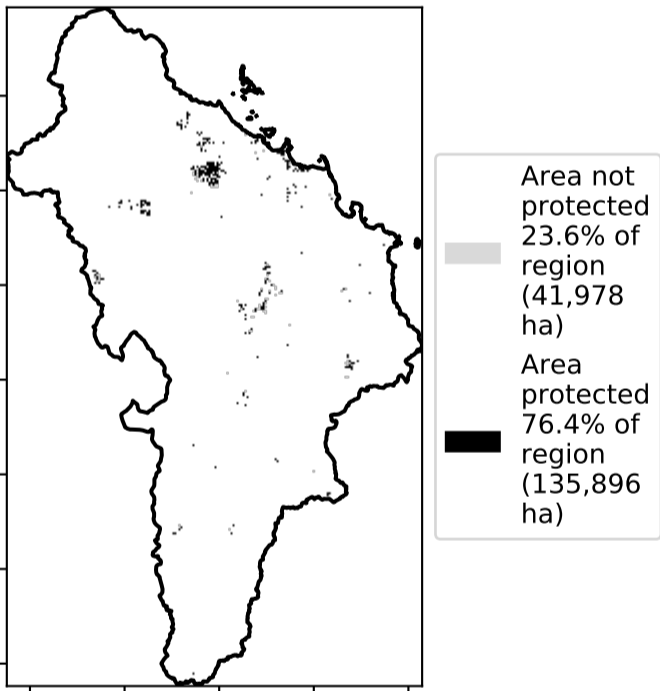 Area not
protected
23.6% of
region
(41,978
ha)
Area
protected
76.4% of
region
(135,896
ha)